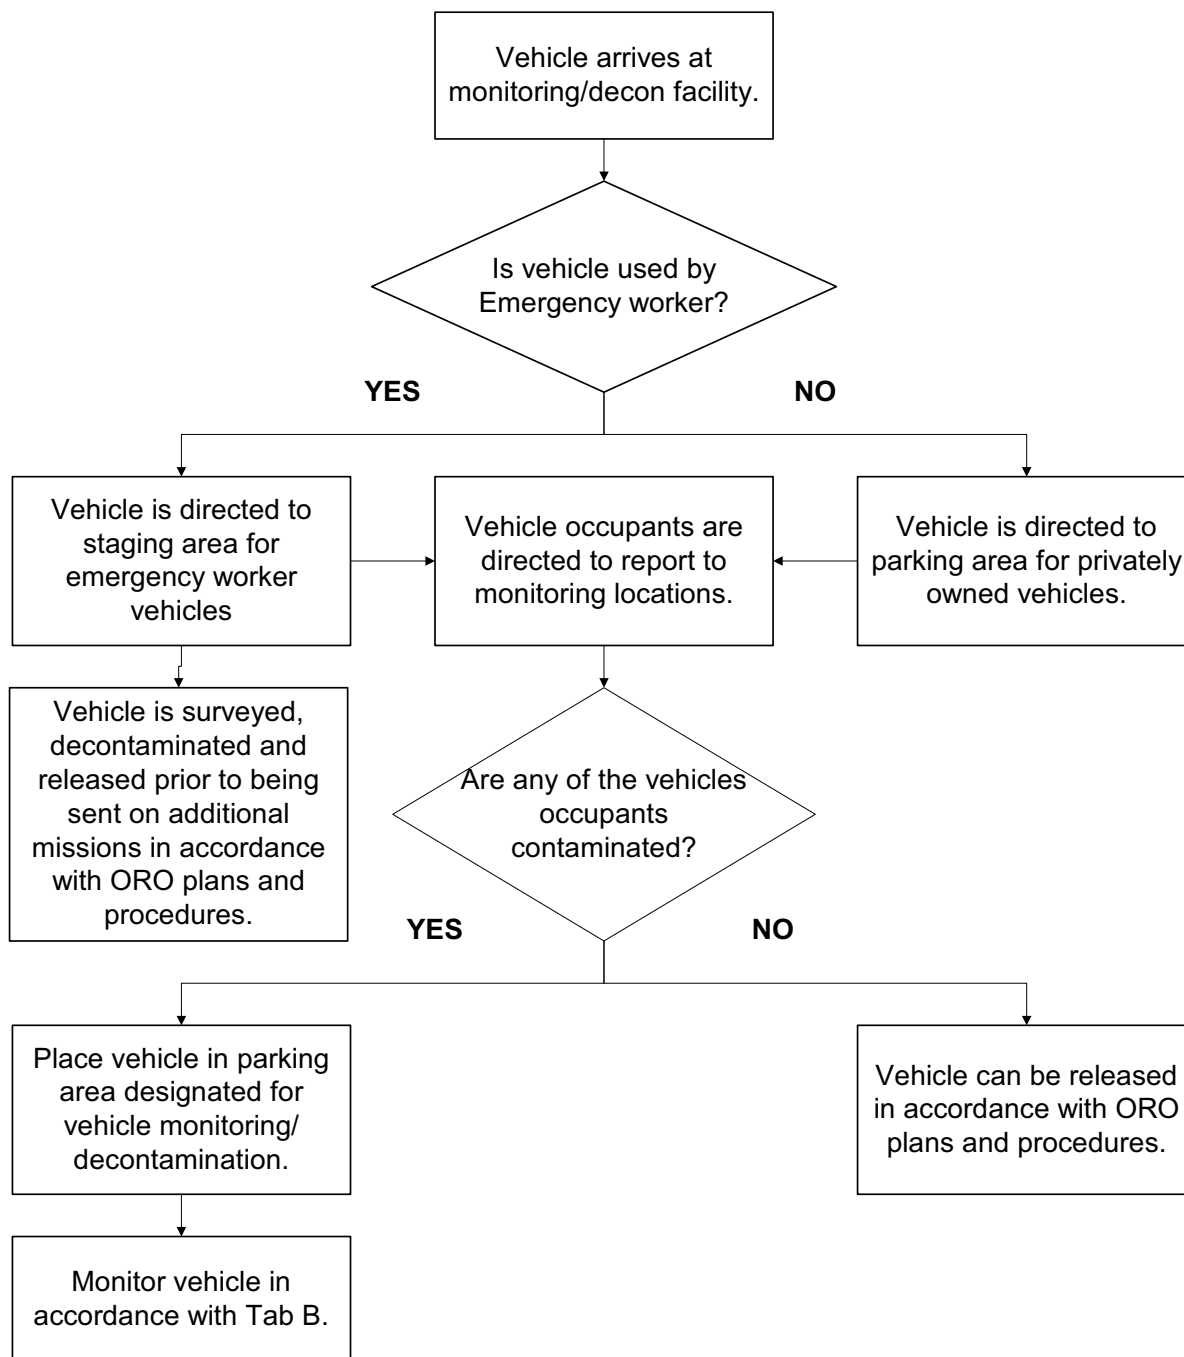 Vehicle arrives at
monitoring/decon facility.
Is vehicle used by
Emergency worker?
YES
NO
Vehicle is directed to
staging area for
emergency worker
vehicles
Vehicle occupants are
directed to report to
monitoring locations.
Vehicle is directed to
parking area for privately
owned vehicles.
Vehicle is surveyed,
decontaminated and
released prior to being
sent on additional
missions in accordance
with ORO plans and
procedures.
Are any of the vehicles
occupants
contaminated?
YES
NO
Place vehicle in parking
area designated for
vehicle monitoring/
decontamination.
Vehicle can be released
in accordance with ORO
plans and procedures.
Monitor vehicle in
accordance with Tab B.